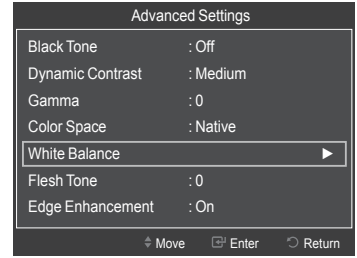 Advanced Settings
Black Tone : Off
Dynamic Contrast : Medium
Gamma : 0
Color Space : Native
White Balance ►
Flesh Tone : 0
Edge Enhancement : On
Move Enter Return